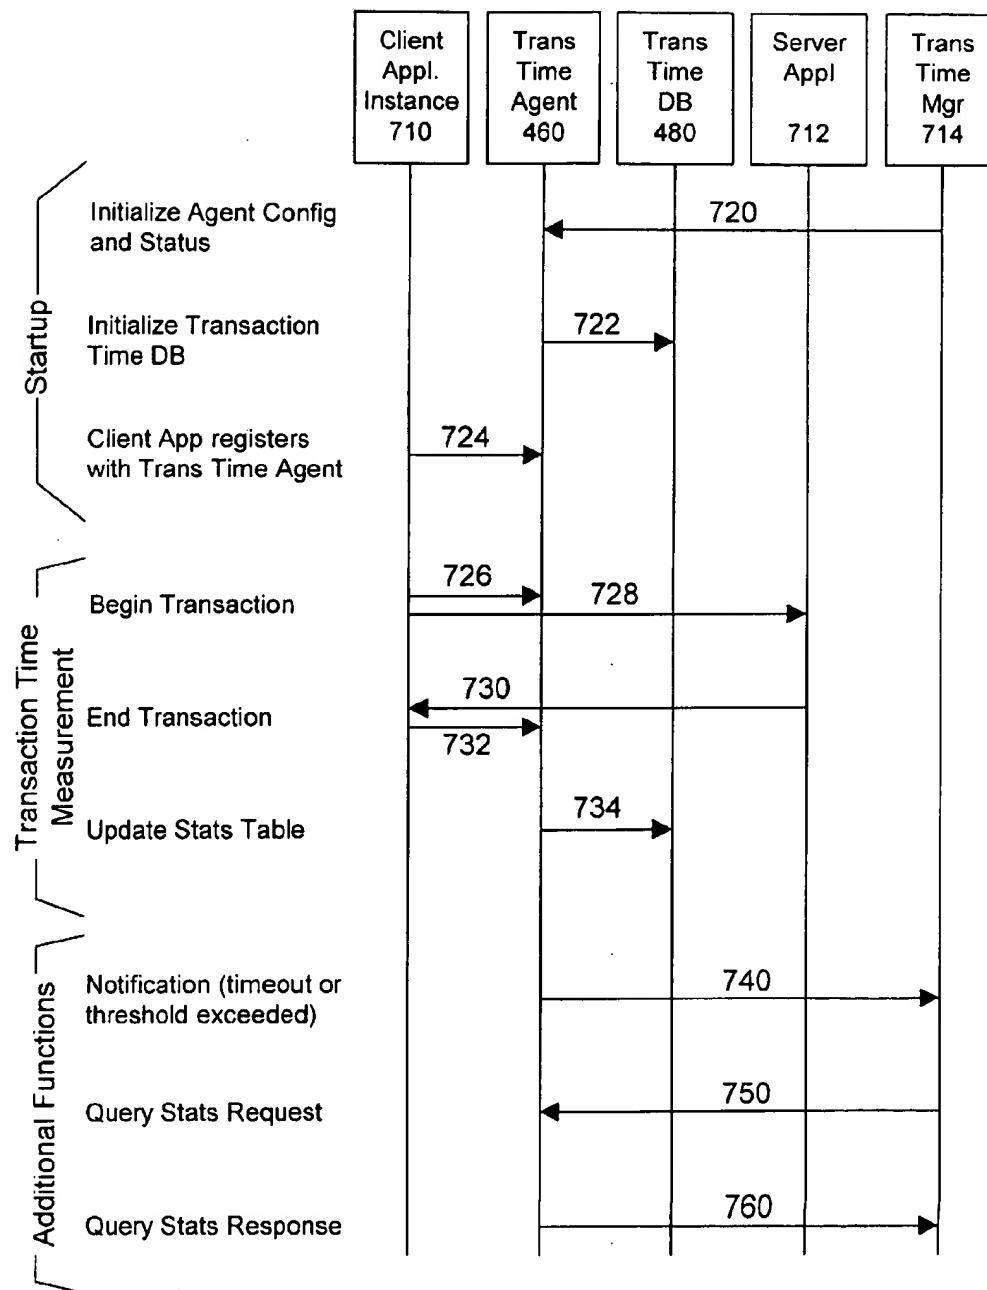 Client
Appl.
Instance
710
Trans
Time
Agent
460
Trans
Time
DB
480
Server
Appl
712
Trans
Time
Mgr
714
Startup
Initialize Agent Config
and Status
720
Initialize Transaction
Time DB
722
Client App registers
with Trans Time Agent
724
Transaction Time
Measurement
Begin Transaction
726
728
End Transaction
730
732
Update Stats Table
734
Additional Functions
Notification (timeout or
threshold exceeded)
740
Query Stats Request
750
Query Stats Response
760